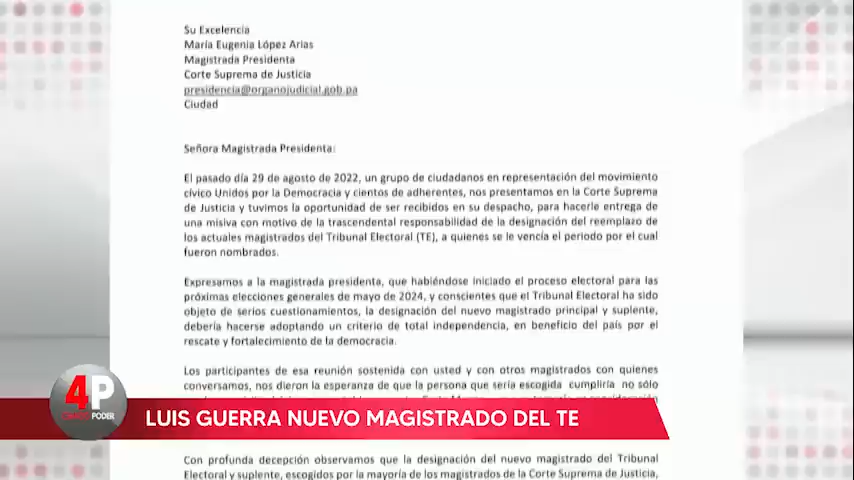 Su Excelencia
María Eugenia López Arias
Magistrada Presidenta
Corte Suprema de Justicia
presidencia@organojudicial.gob.pa
Ciudad
Señora Magistrada Presidenta:
El pasado día 29 de agosto de 2022, un grupo de ciudadanos en representación del movimiento
cívico Unidos por la Democracia y cientos de adherentes, nos presentamos en la Corte Suprema
de Justicia y tuvimos la oportunidad de ser recibidos en su despacho, para hacerle entrega de
una misiva con motivo de la trascendental responsabilidad de la designación del reemplazo de
los actuales magistrados del Tribunal Electoral (TE), a quienes se le vencía el periodo por el cual
fueron nombrados.
Expresamos a la magistrada presidenta, que habiéndose iniciado el proceso electoral para las
próximas elecciones generales de mayo de 2024, y conscientes que el Tribunal Electoral ha sido
objeto de serios cuestionamientos, la designación del nuevo magistrado principal y suplente,
debería hacerse adoptando un criterio de total independencia, en beneficio del país por el
rescate y fortalecimiento de la democracia.
Los participantes de esa reunión sostenida con usted y con otros magistrados con quienes
conversamos, nos dieron la esperanza de que la persona que sería escogida cumpliría no sólo
4P
PODER
LUIS GUERRA NUEVO MAGISTRADO DEL TE
Con profunda decepción observamos que la designación del nuevo magistrado del Tribunal
Electoral y suplente, escogidos por la mayoría de los magistrados de la Corte Suprema de Justicia,